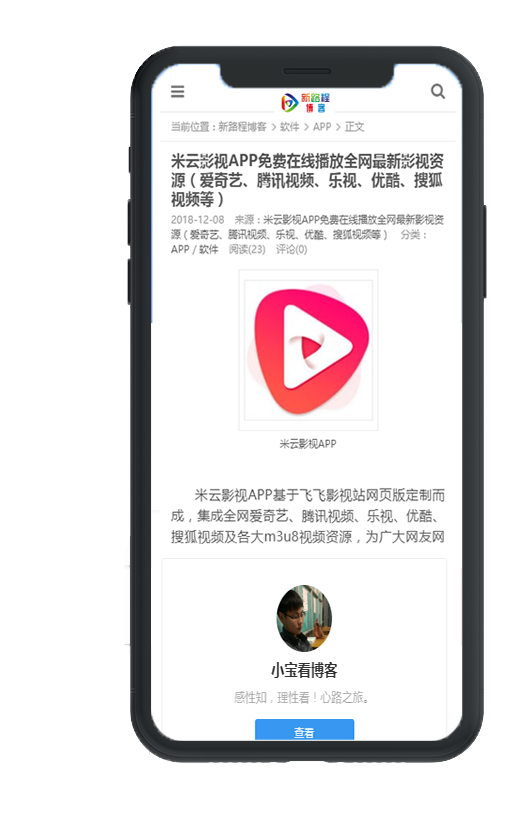 新路程
博客
当前位置：新路程博客 > 软件 > APP > 正文
米云影视APP免费在线播放全网最新影视资
源（爱奇艺、腾讯视频、乐视、优酷、搜狐
视频等）
2018-12-08 来源：米云影视APP免费在线播放全网最新影视资
源（爱奇艺、腾讯视频、乐视、优酷、搜狐视频等） 分类：
APP / 软件 阅读(23) 评论(0)
米云影视APP
米云影视APP基于飞飞影视站网页版定制而
成，集成全网爱奇艺、腾讯视频、乐视、优酷、
搜狐视频及各大m3u8视频资源，为广大网友网
小宝看博客
感性知，理性看！心路之旅。
查看